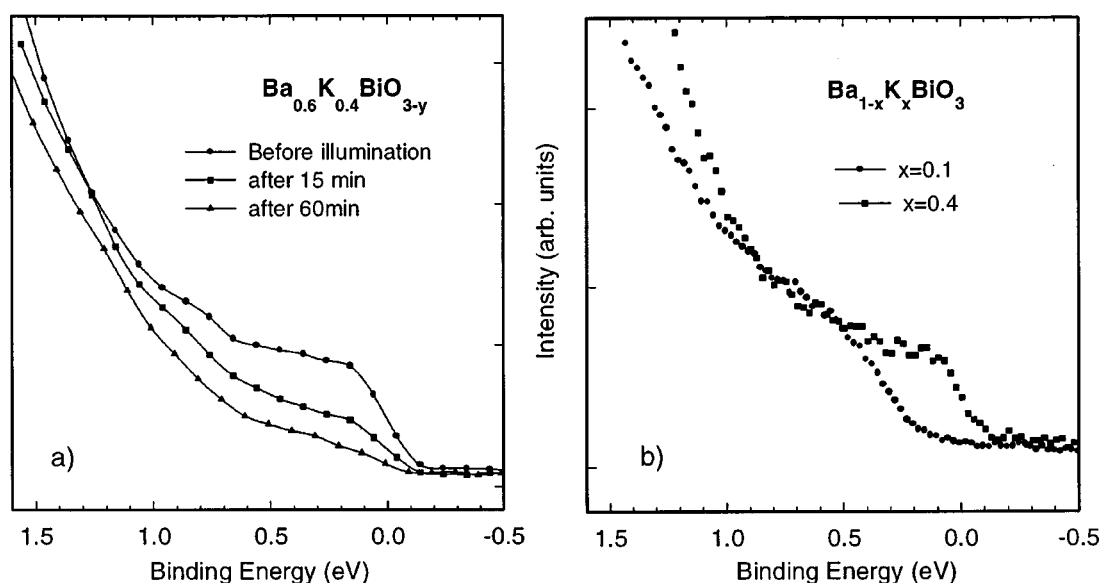 Ba0.6K0.4BiO3-y
Before illumination
after 15 min
after 60min
a)
1.5 1.0 0.5 0.0 -0.5
Binding Energy (eV)
Intensity (arb. units)
Ba1-xKxBiO3
x=0.1
x=0.4
b)
1.5 1.0 0.5 0.0 -0.5
Binding Energy (eV)